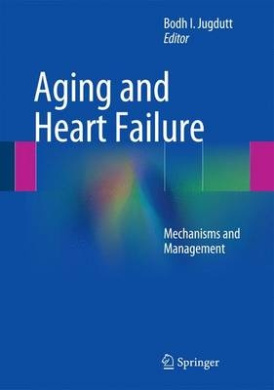 Bodh I. Jugdutt
Editor
Aging and
Heart Failure
Mechanisms and
Management
Springer